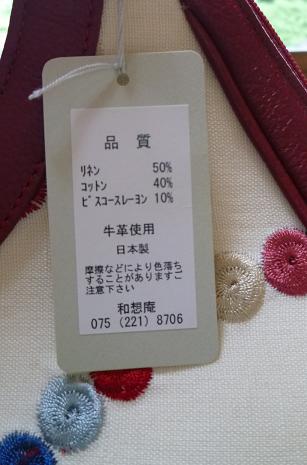 品 質
リネン 50%
コットン 40%
ビスコースレーヨン 10%
牛革使用
日本製
摩擦などにより色落ち
することがありますご
注意下さい
和想庵
075 (221) 8706